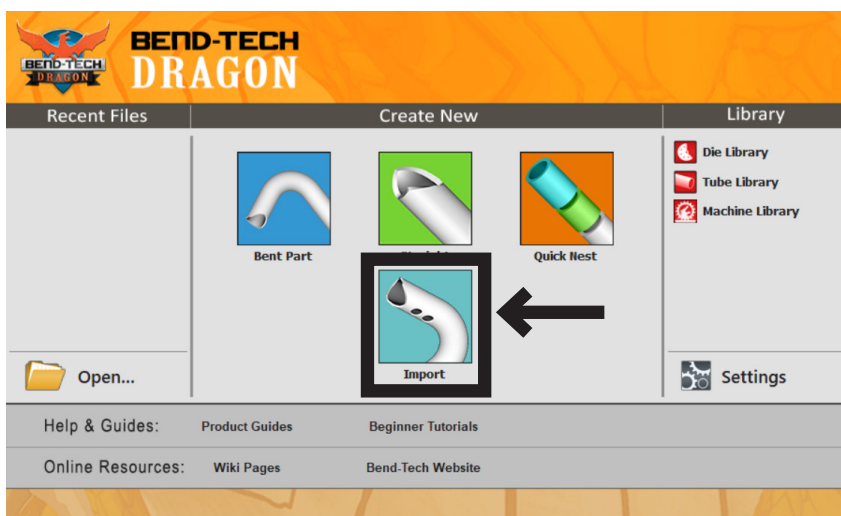 BEND-TECH
DRAGON
BEND-TECH
DRAGON
Recent Files
Create New
Library
Die Library
Tube Library
Machine Library
Bent Part
Quick Nest
Import
Open...
Settings
Help & Guides:
Product Guides
Beginner Tutorials
Online Resources:
Wiki Pages
Bend-Tech Website